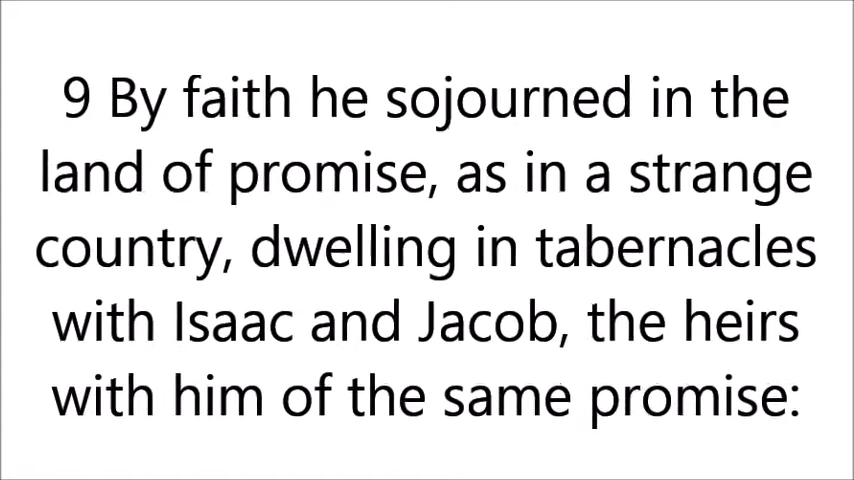 9 By faith he sojourned in the
land of promise, as in a strange
country, dwelling in tabernacles
with Isaac and Jacob, the heirs
with him of the same promise: